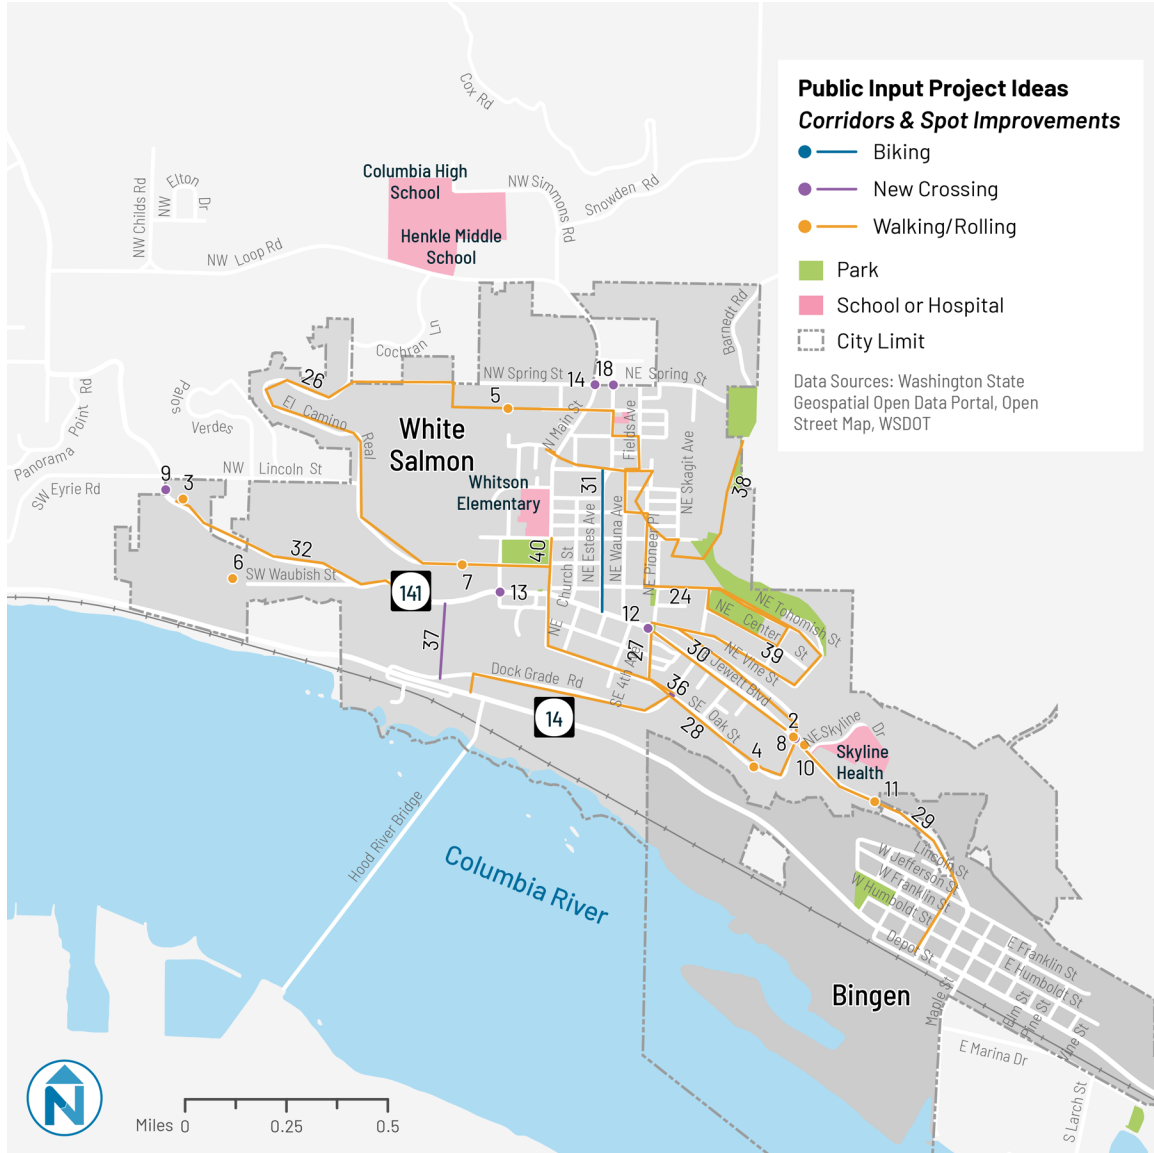 Public Input Project Ideas
Corridors & Spot Improvements
Biking
New Crossing
Walking/Rolling
Park
School or Hospital
City Limit
Data Sources: Washington State
Geospatial Open Data Portal, Open
Street Map, WSDOT
Cox Rd
Columbia High
School
Henkle Middle
School
NW Simmons Rd
Snowden Rd
NW Childs Rd
NW
Elton
Dr
NW Loop Rd
Cochran
Ln
Barnedt Rd
NW Spring St
14
18
NE Spring St
26
5
El Camino
Real
White
Salmon
N Main St
Fields Ave
NE Skagit Ave
38
Palos
Verdes
Point Rd
Panorama
SW Eyrie Rd
9
3
NW Lincoln St
Whitson
Elementary
31
NE Estes Ave
NE Wauna Ave
NE Pioneer Pl
40
NE Church St
32
6
SW Waubish St
7
141
13
37
12
27
24
NE Tohomish St
NE Center St
39
NE Vine St
30
Jewett Blvd
SE 4th Ave
36
SE Oak St
28
Dock Grade Rd
14
2
8
4
10
NE Skyline Dr
Skyline
Health
11
29
Lincoln St
W Jefferson St
W Franklin St
W Humboldt St
Depot St
E Franklin St
E Humboldt St
Maple St
Elm St
Pine St
Vine St
Bingen
E Marina Dr
S Larch St
Hood River Bridge
Columbia River
N
Miles 0 0.25 0.5